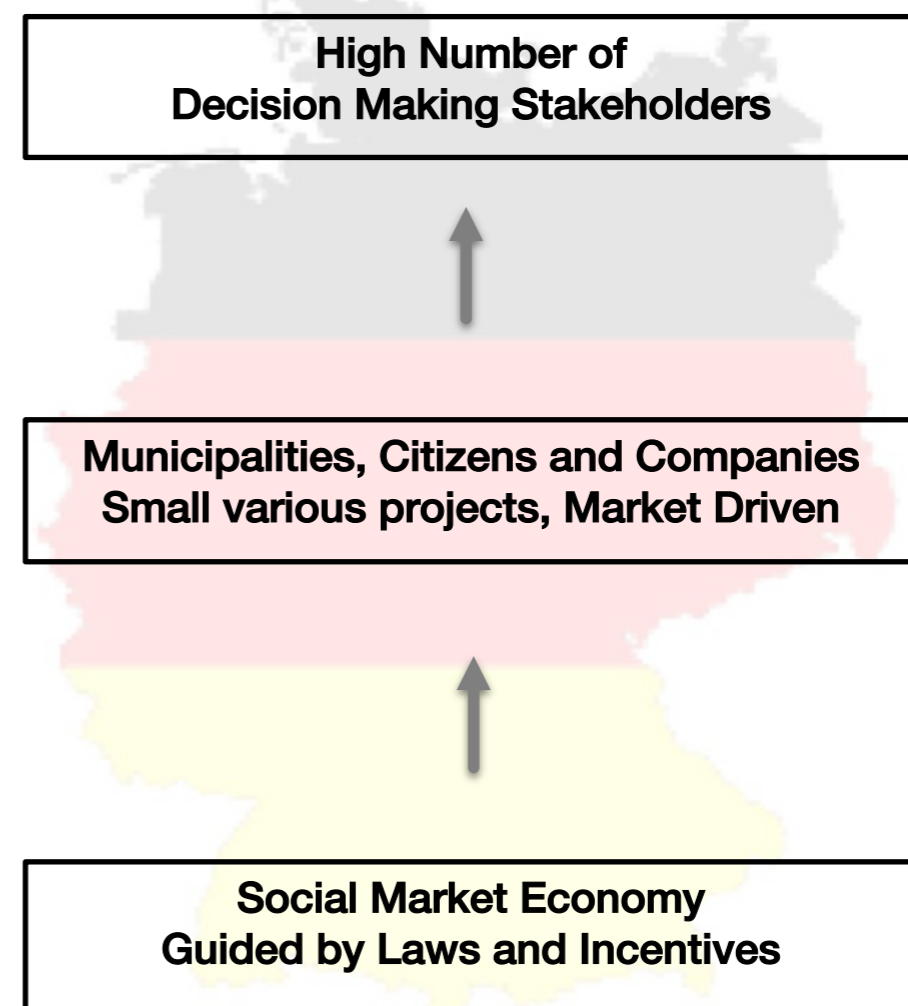 High Number of
Decision Making Stakeholders
Municipalities, Citizens and Companies
Small various projects, Market Driven
Social Market Economy
Guided by Laws and Incentives